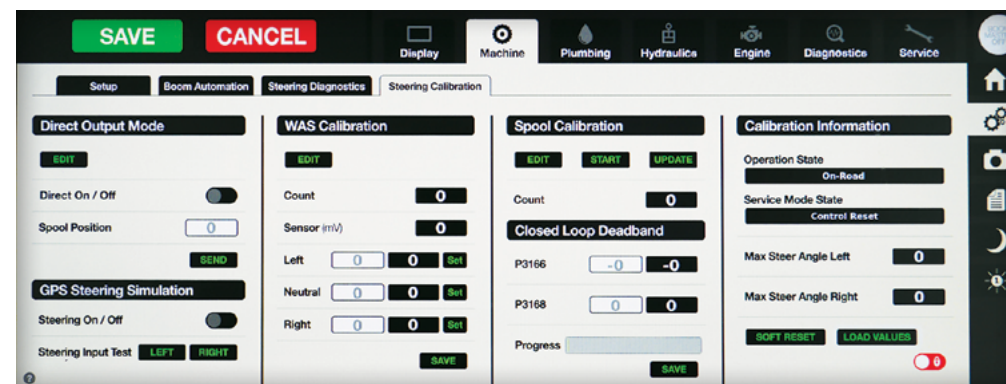 SAVE CANCEL Display Machine Plumbing Hydraulics Engine Diagnostics Service
Setup Boom Automation Steering Diagnostics Steering Calibration
Direct Output Mode
EDIT
Direct On / Off
Spool Position 0
SEND
GPS Steering Simulation
Steering On / Off
Steering Input Test LEFT RIGHT
WAS Calibration
EDIT
Count 0
Sensor (mV) 0
Left 0 0 Set
Neutral 0 0 Set
Right 0 0 Set
SAVE
Spool Calibration
EDIT START UPDATE
Count 0
Closed Loop Deadband
P3166 -0 -0
P3168 0 0
Progress
SAVE
Calibration Information
Operation State
On-Road
Service Mode State
Control Reset
Max Steer Angle Left 0
Max Steer Angle Right 0
SOFT RESET LOAD VALUES